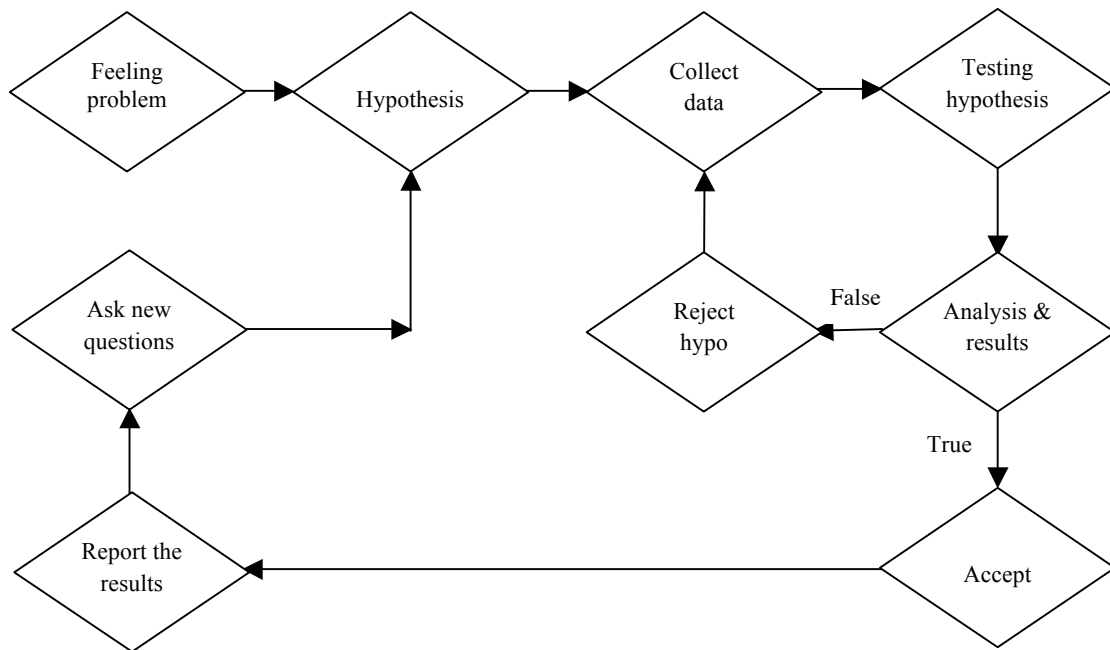 Feeling
problem
Hypothesis
Collect
data
Testing
hypothesis
Ask new
questions
Reject
hypo
False
Analysis &
results
True
Report the
results
Accept